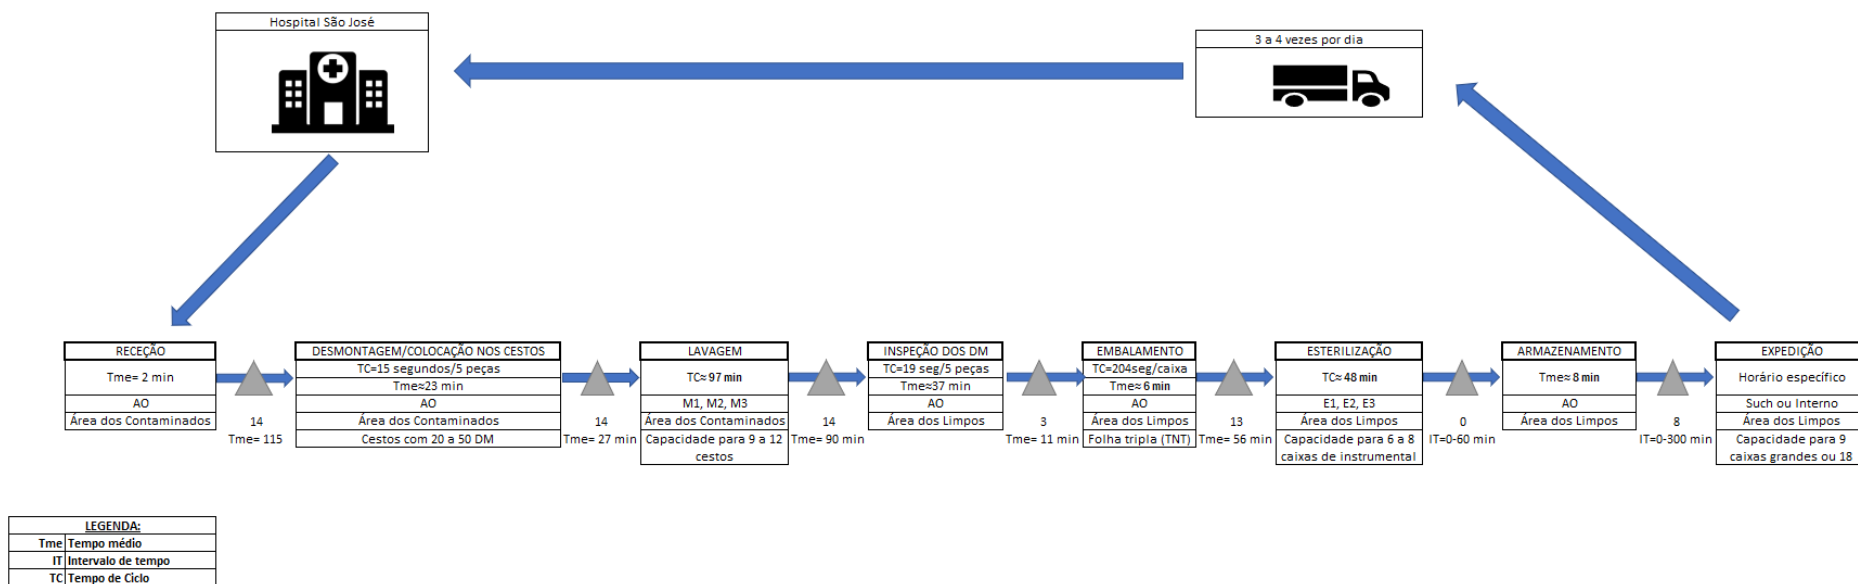 Hospital São José
3 a 4 vezes por dia
RECEÇÃO
Tme= 2 min
AO
Área dos Contaminados
14
Tme= 115
DESMONTAGEM/COLOCAÇÃO NOS CESTOS
TC=15 segundos/5 peças
Tme≈23 min
AO
Área dos Contaminados
Cestos com 20 a 50 DM
14
Tme= 27 min
LAVAGEM
TC≈ 97 min
M1, M2, M3
Área dos Contaminados
Capacidade para 9 a 12
cestos
14
Tme= 90 min
INSPEÇÃO DOS DM
TC=19 seg/5 peças
Tme≈37 min
AO
Área dos Limpos
3
Tme= 11 min
EMBALAMENTO
TC=204seg/caixa
Tme≈ 6 min
AO
Área dos Limpos
Folha tripla (TNT)
13
Tme= 56 min
ESTERILIZAÇÃO
TC≈ 48 min
E1, E2, E3
Área dos Limpos
Capacidade para 6 a 8
caixas de instrumental
0
IT=0-60 min
ARMAZENAMENTO
Tme≈ 8 min
AO
Área dos Limpos
8
IT=0-300 min
EXPEDIÇÃO
Horário específico
Such ou Interno
Área dos Limpos
Capacidade para 9
caixas grandes ou 18
LEGENDA:
Tme Tempo médio
IT Intervalo de tempo
TC Tempo de Ciclo